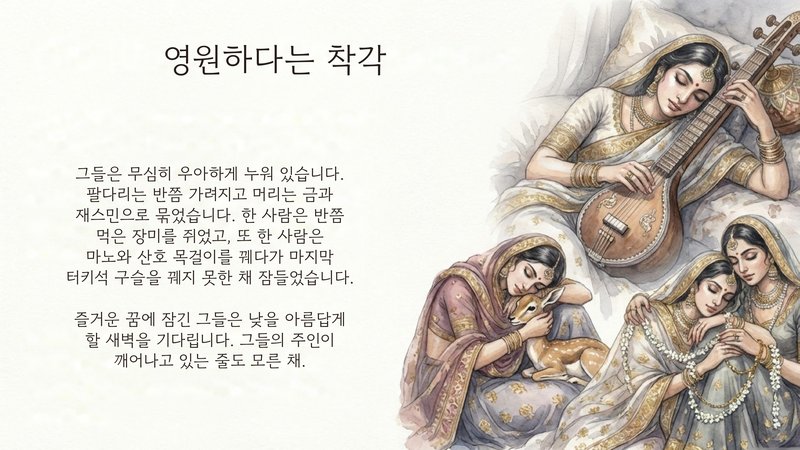 영원하다는 착각
그들은 무심히 우아하게 누워 있습니다.
팔다리는 반쯤 가려지고 머리는 금과
재스민으로 묶었습니다. 한 사람은 반쯤
먹은 장미를 쥐었고, 또 한 사람은
마노와 산호 목걸이를 꿰다가 마지막
터키석 구슬을 꿰지 못한 채 잠들었습니다.
즐거운 꿈에 잠긴 그들은 낮을 아름답게
할 새벽을 기다립니다. 그들의 주인이
깨어나고 있는 줄도 모른 채.